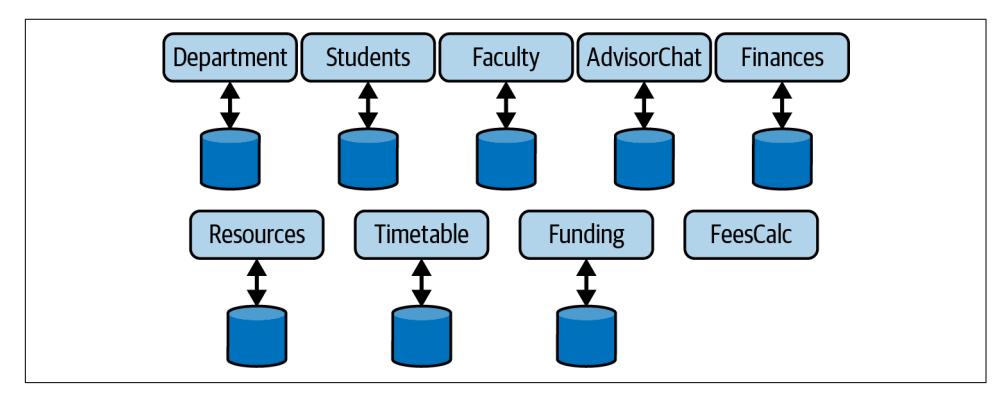 Department Students Faculty AdvisorChat Finances
Resources Timetable Funding FeesCalc